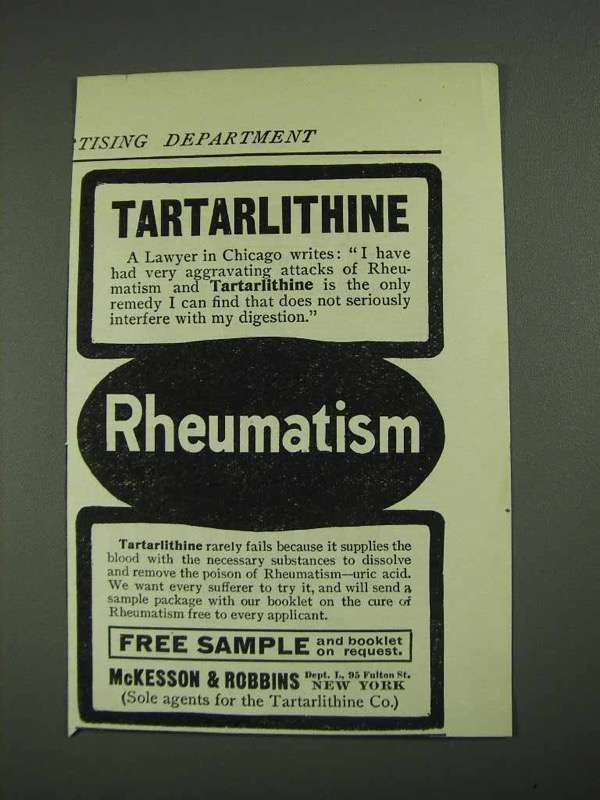 TISING DEPARTMENT
TARTARLITHINE
A Lawyer in Chicago writes: "I have
had very aggravating attacks of Rheu-
matism and Tartarlithine is the only
remedy I can find that does not seriously
interfere with my digestion."
Rheumatism
Tartarlithine rarely fails because it supplies the
blood with the necessary substances to dissolve
and remove the poison of Rheumatism—uric acid.
We want every sufferer to try it, and will send a
sample package with our booklet on the cure of
Rheumatism free to every applicant.
FREE SAMPLE and booklet
on request.
McKESSON & ROBBINS Dept. L, 95 Fulton St.
NEW YORK
(Sole agents for the Tartarlithine Co.)